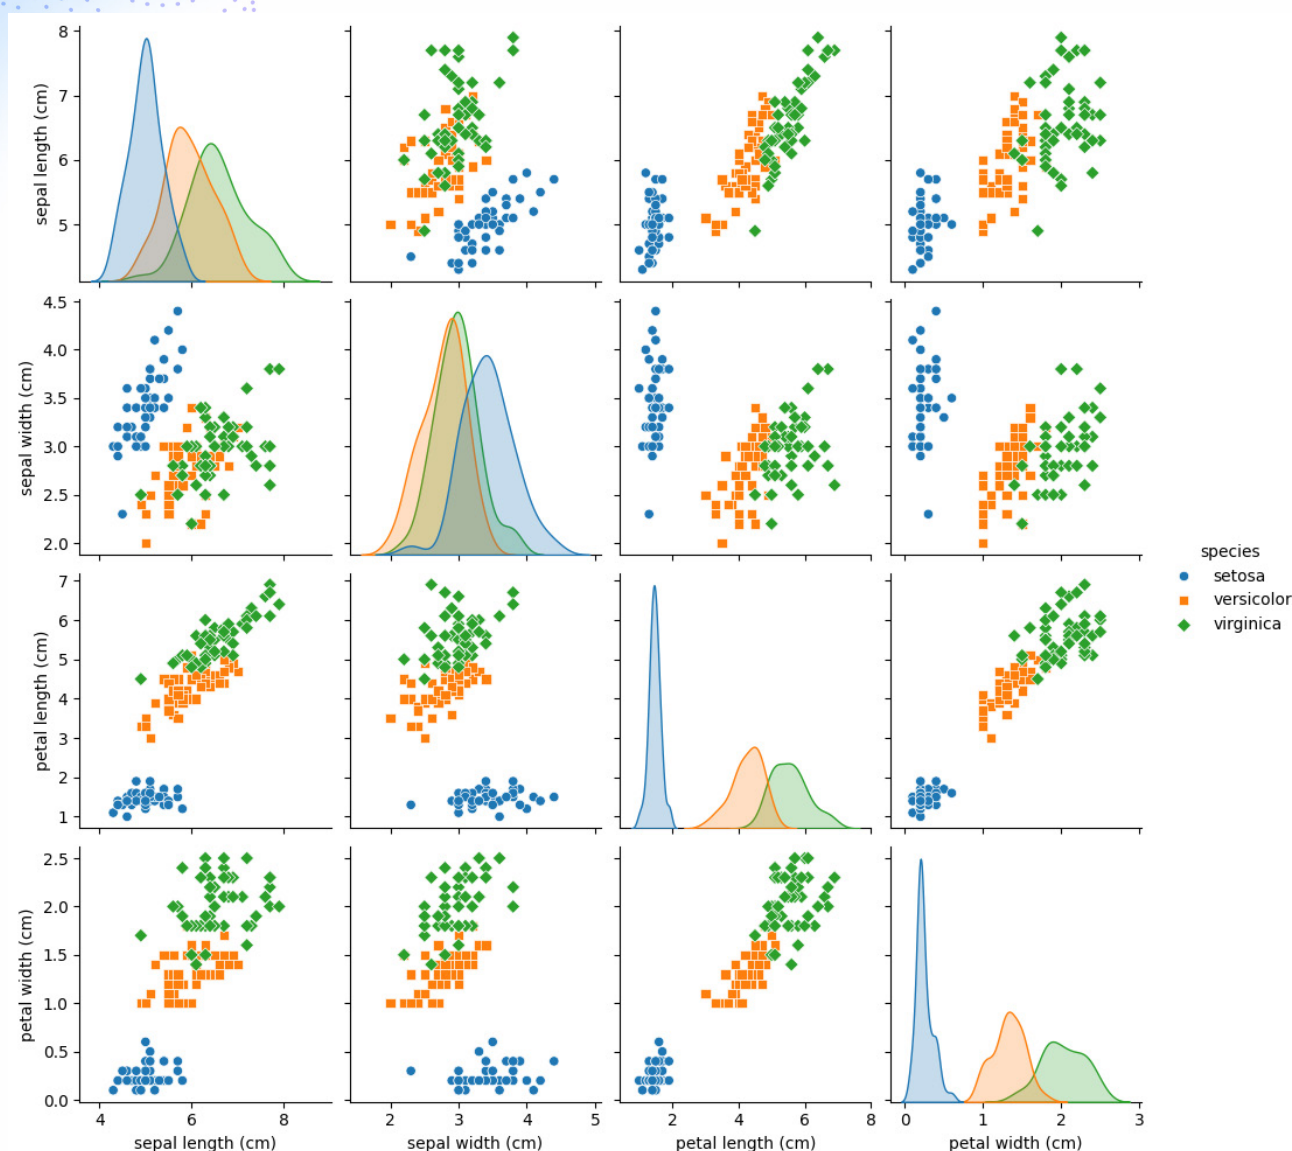 sepal length (cm)
8
7
6
5
sepal width (cm)
4.5
4.0
3.5
3.0
2.5
2.0
petal length (cm)
7
6
5
4
3
2
1
petal width (cm)
2.5
2.0
1.5
1.0
0.5
0.0
4 6 8
sepal length (cm)
2 3 4 5
sepal width (cm)
2 4 6 8
petal length (cm)
0 1 2 3
petal width (cm)
species
setosa
versicolor
virginica